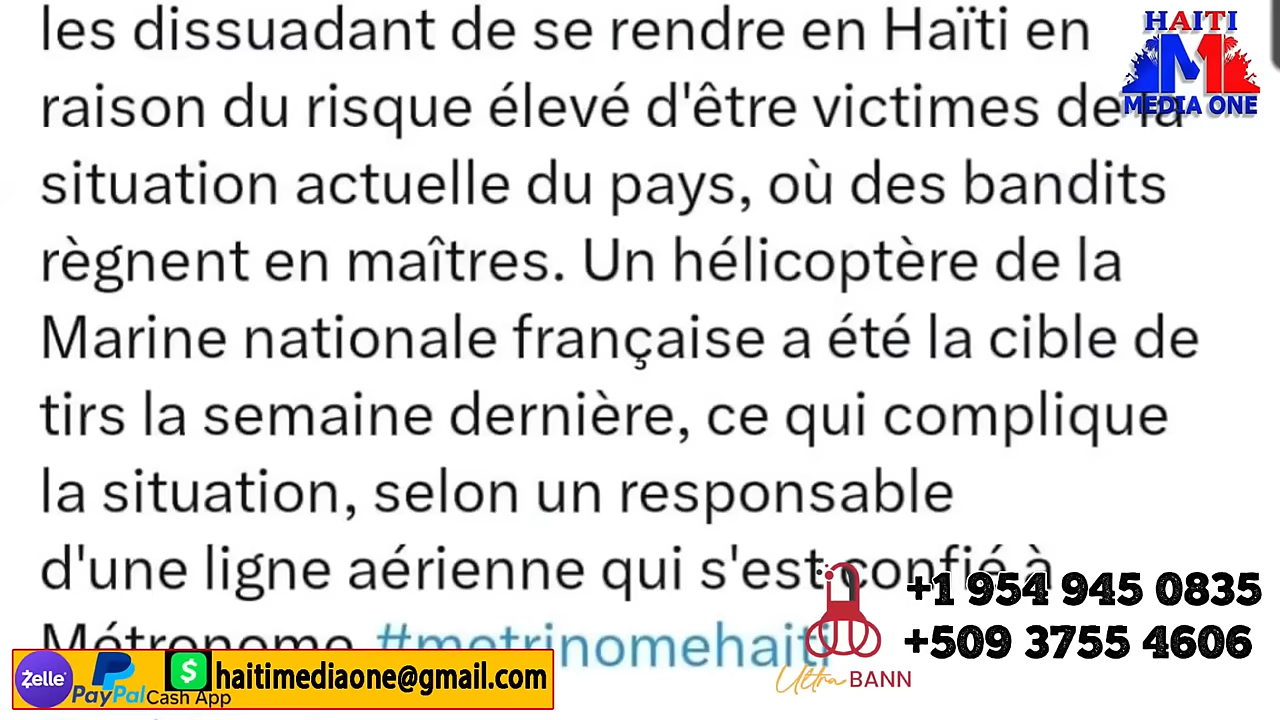 les dissuadant de se rendre en Haïti en
raison du risque élevé d'être victimes de la
situation actuelle du pays, où des bandits
règnent en maîtres. Un hélicoptère de la
Marine nationale française a été la cible de
tirs la semaine dernière, ce qui complique
la situation, selon un responsable
d'une ligne aérienne qui s'est confié à
Métronome. #metrinomehaiti
HAITI
M
MEDIA ONE
+1 954 945 0835
+509 3755 4606
Ultra BANN
Zelle
PayPal
$
Cash App
haitimediaone@gmail.com